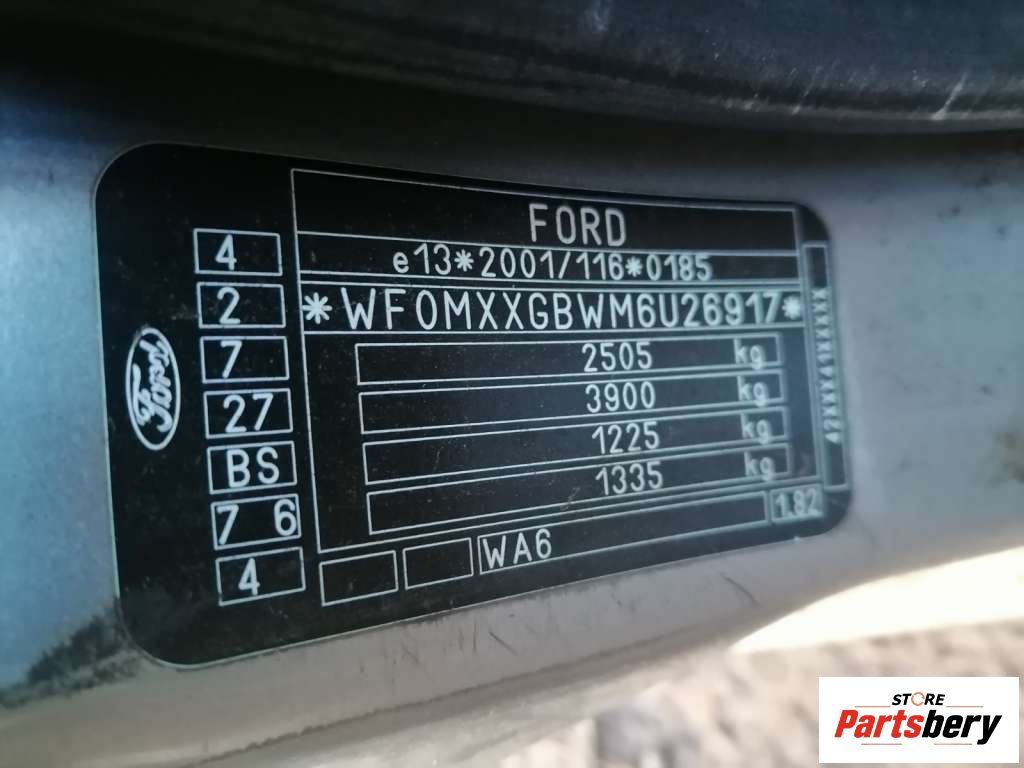 FORD
e13*2001/116*0185
*WF0MXXGBWM6U26917*
2505 kg
3900 kg
1225 kg
1335 kg
4
2
7
27
BS
7 6
4
Ford
WA6
1.82
42XXX41XXXX
STORE
Partsbery